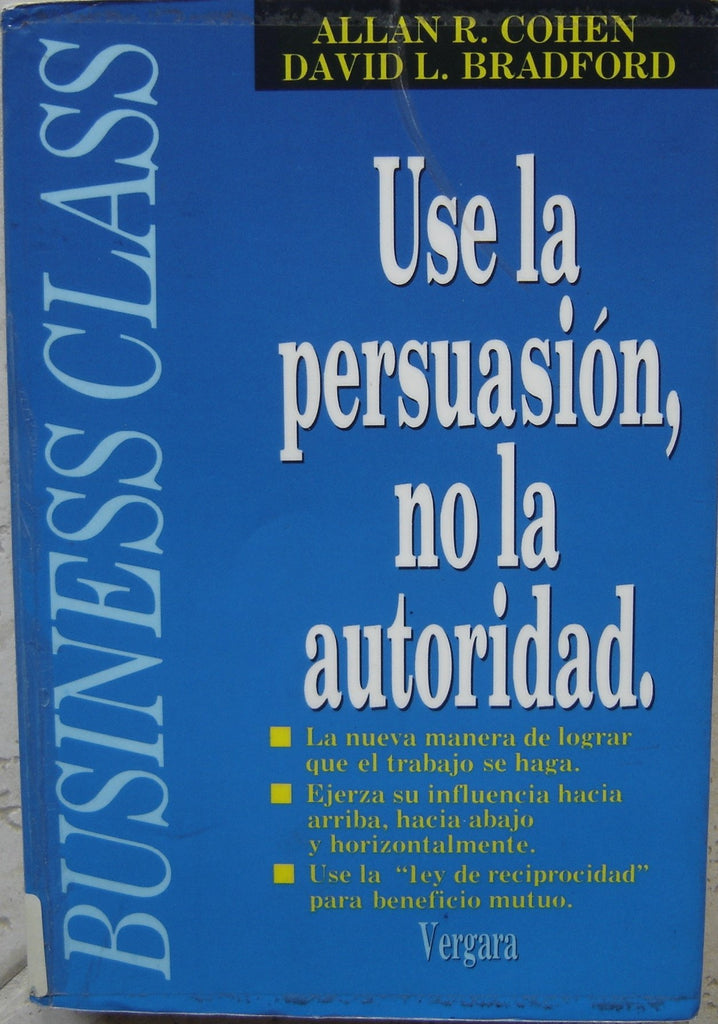 ALLAN R. COHEN
DAVID L. BRADFORD
BUSINESS CLASS
Use la
persuasión,
no la
autoridad.
La nueva manera de lograr
que el trabajo se haga.
Ejerza su influencia hacia
arriba, hacia abajo
y horizontalmente.
Use la "ley de reciprocidad"
para beneficio mutuo.
Vergara